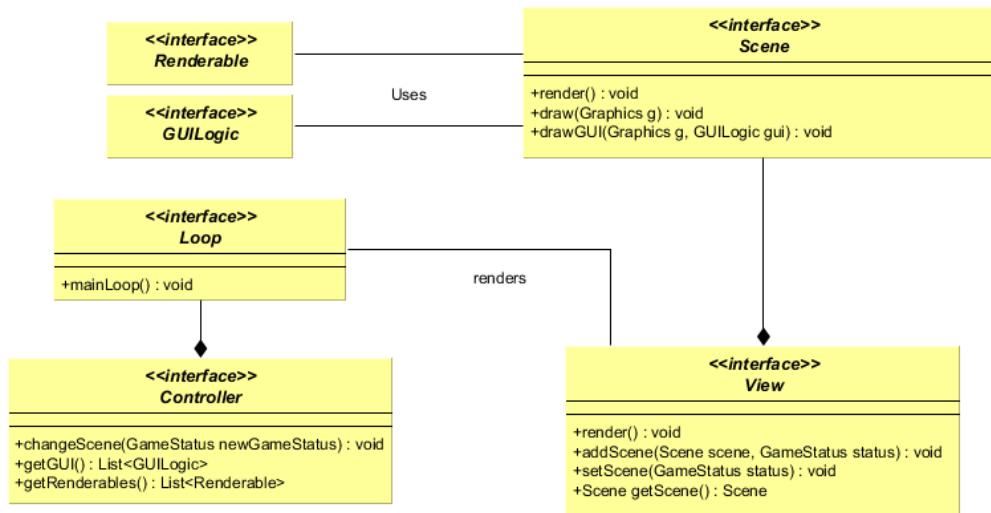 <<interface>>
Renderable
<<interface>>
GUILogic
Uses
<<interface>>
Scene
+render() : void
+draw(Graphics g) : void
+drawGUI(Graphics g, GUILogic gui) : void
<<interface>>
Loop
+mainLoop() : void
renders
<<interface>>
Controller
+changeScene(GameStatus newGameStatus) : void
+getGUI() : List<GUILogic>
+getRenderables() : List<Renderable>
<<interface>>
View
+render() : void
+addScene(Scene scene, GameStatus status) : void
+setScene(GameStatus status) : void
+Scene getScene() : Scene